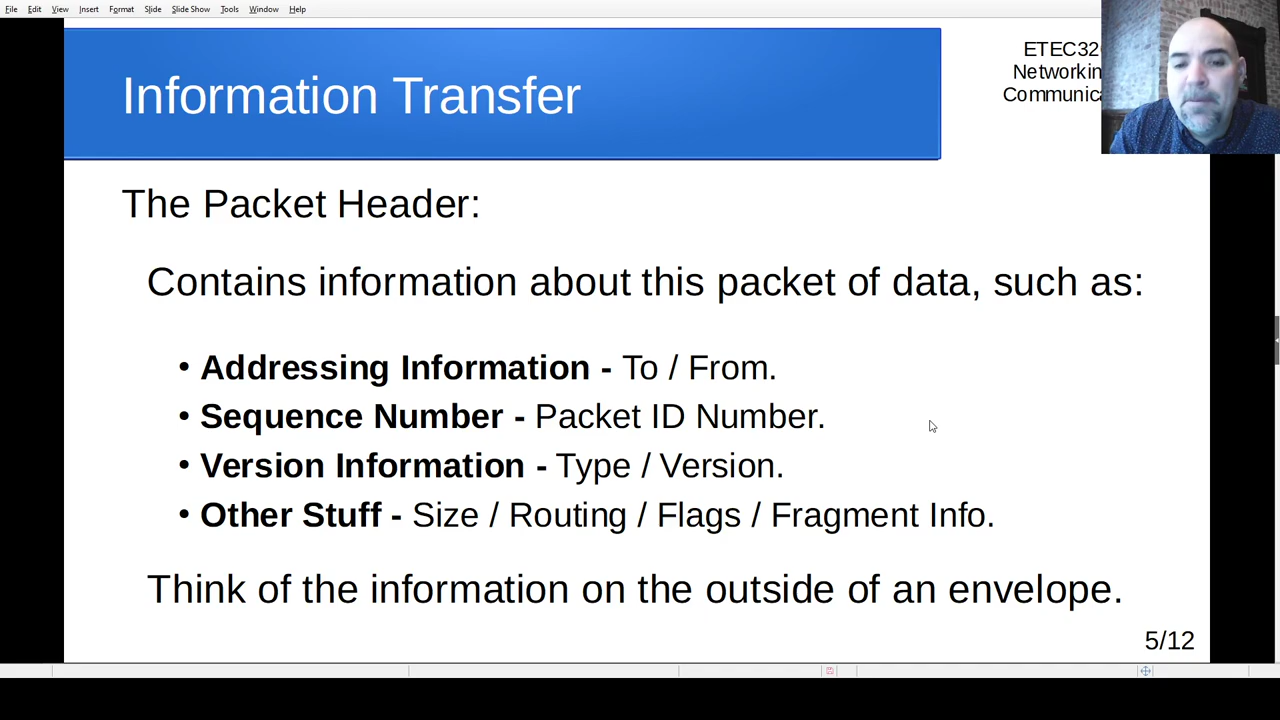 File Edit View Insert Format Slide Slide Show Tools Window Help
Information Transfer
ETEC32
The Packet Header:
Contains information about this packet of data, such as:
• Addressing Information - To / From.
• Sequence Number - Packet ID Number.
• Version Information - Type / Version.
• Other Stuff - Size / Routing / Flags / Fragment Info.
Think of the information on the outside of an envelope.
5/12